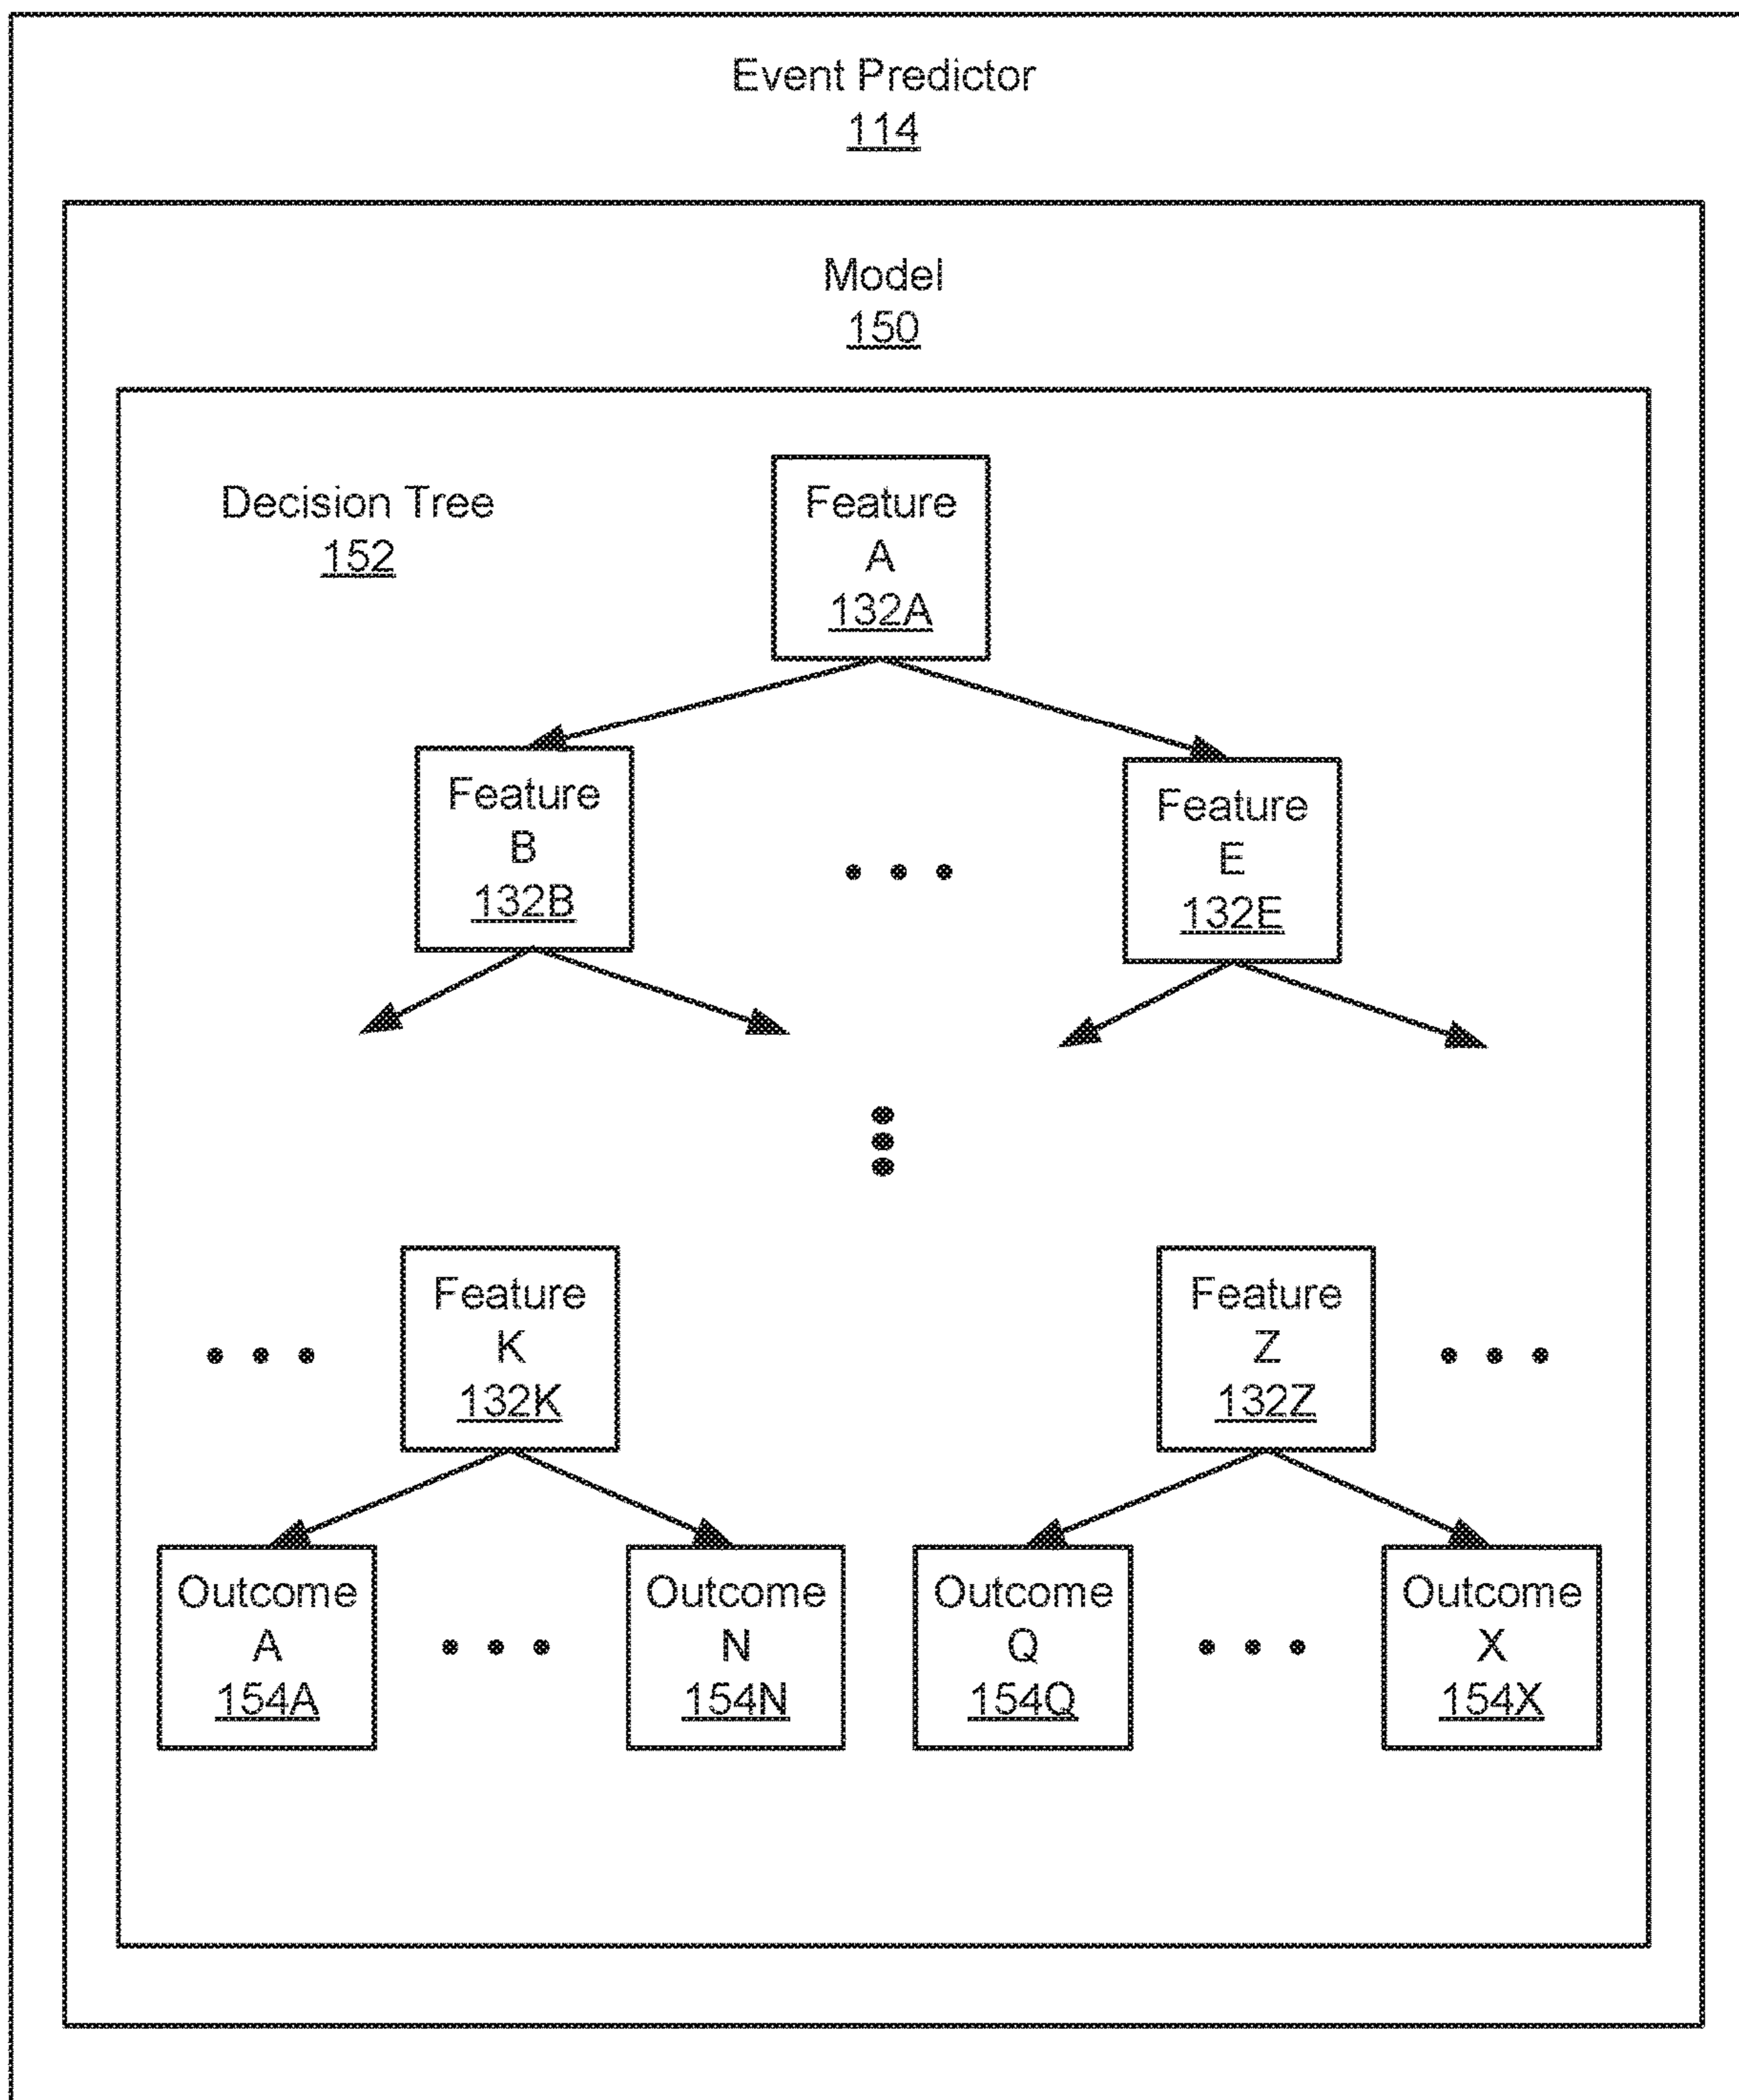 Event Predictor
114
Model
150
Decision Tree
152
Feature
A
132A
Feature
B
132B
Feature
E
132E
Feature
K
132K
Feature
Z
132Z
Outcome
A
154A
Outcome
N
154N
Outcome
Q
154Q
Outcome
X
154X